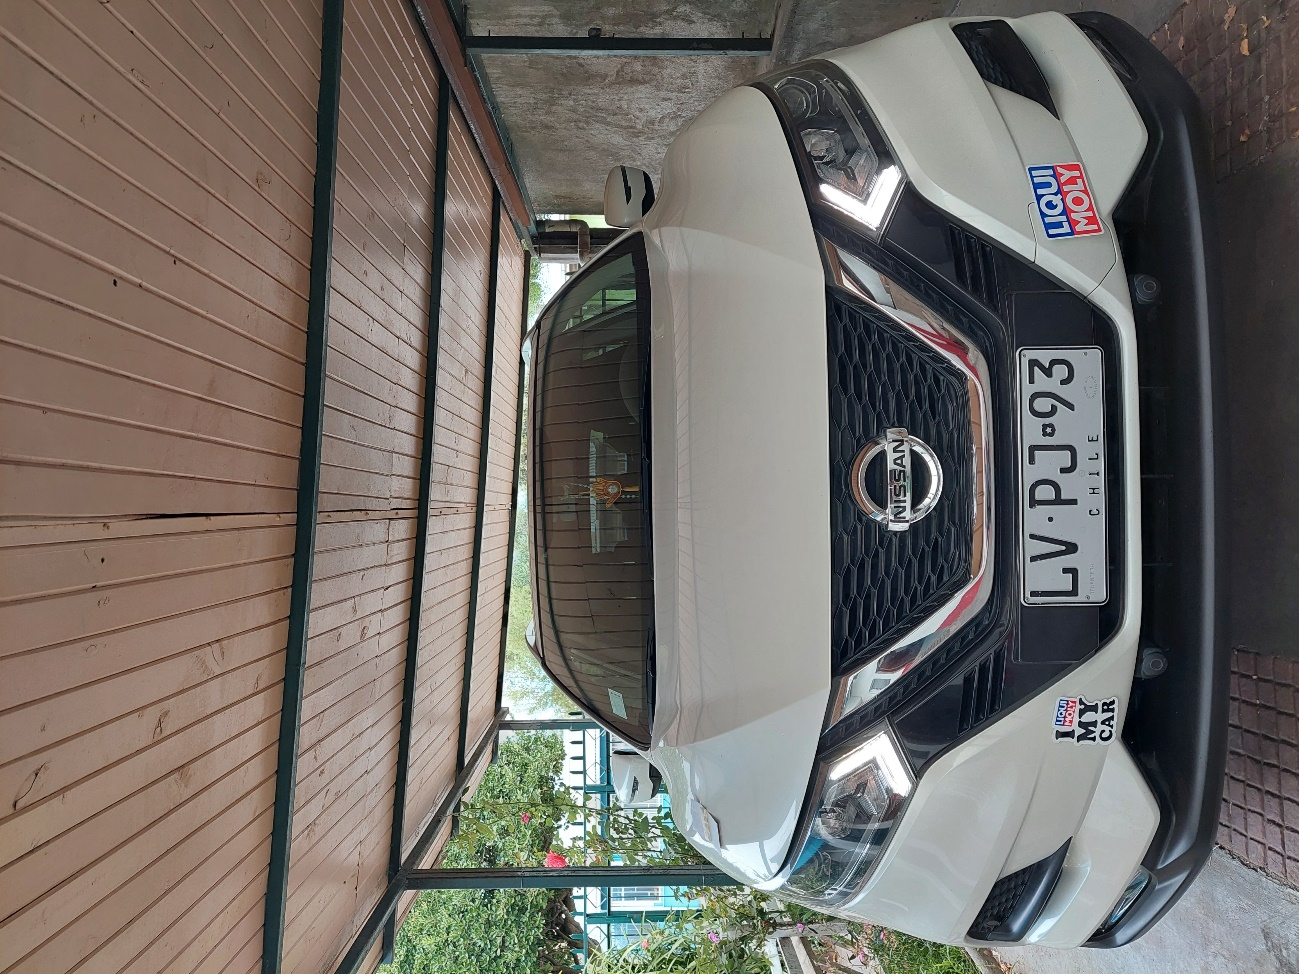 NISSAN
LV·PJ 93
CHILE
I LIQUI MOLY
MY
CAR
LIQUI
MOLY